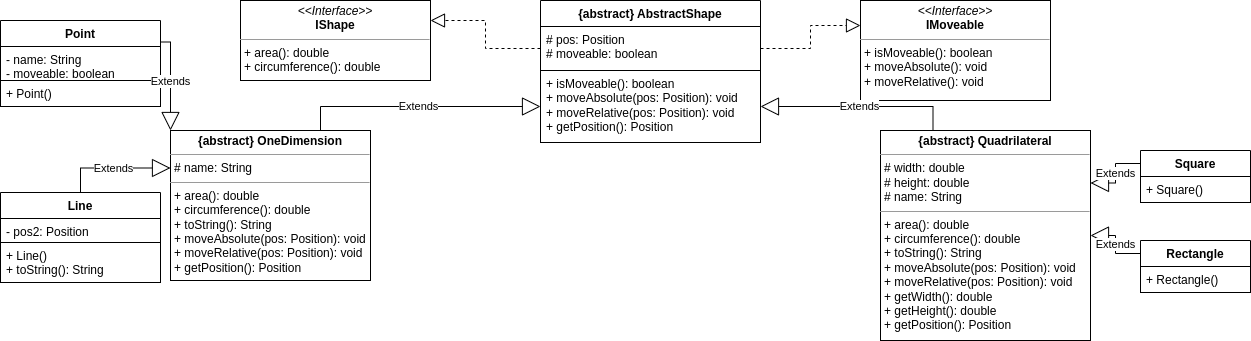 Point
- name: String
- moveable: boolean
+ Point()
Extends
<<Interface>>
IShape
+ area(): double
+ circumference(): double
{abstract} AbstractShape
# pos: Position
# moveable: boolean
+ isMoveable(): boolean
+ moveAbsolute(pos: Position): void
+ moveRelative(pos: Position): void
+ getPosition(): Position
<<Interface>>
IMoveable
+ isMoveable(): boolean
+ moveAbsolute(): void
+ moveRelative(): void
Extends
Extends
{abstract} OneDimension
# name: String
+ area(): double
+ circumference(): double
+ toString(): String
+ moveAbsolute(pos: Position): void
+ moveRelative(pos: Position): void
+ getPosition(): Position
Extends
Line
- pos2: Position
+ Line()
+ toString(): String
{abstract} Quadrilateral
# width: double
# height: double
# name: String
+ area(): double
+ circumference(): double
+ toString(): String
+ moveAbsolute(pos: Position): void
+ moveRelative(pos: Position): void
+ getWidth(): double
+ getHeight(): double
+ getPosition(): Position
Extends
Square
+ Square()
Extends
Rectangle
+ Rectangle()